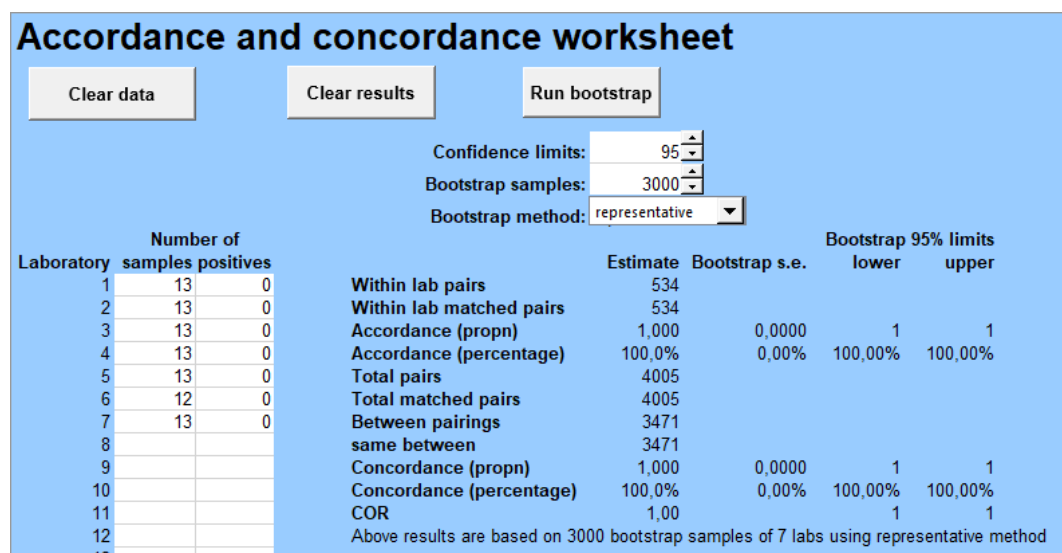 Accordance and concordance worksheet
Clear data Clear results Run bootstrap
Confidence limits: 95
Bootstrap samples: 3000
Bootstrap method: representative
Number of Bootstrap 95% limits
Laboratory samples positives Estimate Bootstrap s.e. lower upper
1 13 0 Within lab pairs 534
2 13 0 Within lab matched pairs 534
3 13 0 Accordance (propn) 1,000 0,0000 1 1
4 13 0 Accordance (percentage) 100,0% 0,00% 100,00% 100,00%
5 13 0 Total pairs 4005
6 12 0 Total matched pairs 4005
7 13 0 Between pairings 3471
8 same between 3471
9 Concordance (propn) 1,000 0,0000 1 1
10 Concordance (percentage) 100,0% 0,00% 100,00% 100,00%
11 COR 1,00 1 1
12 Above results are based on 3000 bootstrap samples of 7 labs using representative method